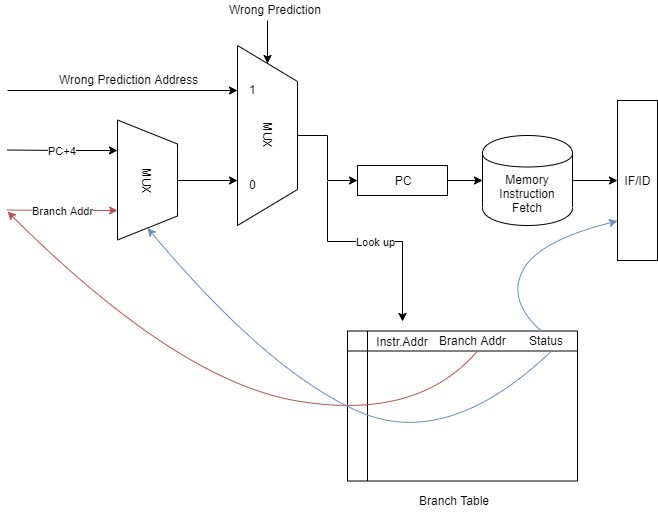 Wrong Prediction
Wrong Prediction Address
1
MUX
PC+4
MUX
0
PC
Memory
Instruction
Fetch
IF/ID
Branch Addr
Look up
Instr.Addr
Branch Addr
Status
Branch Table